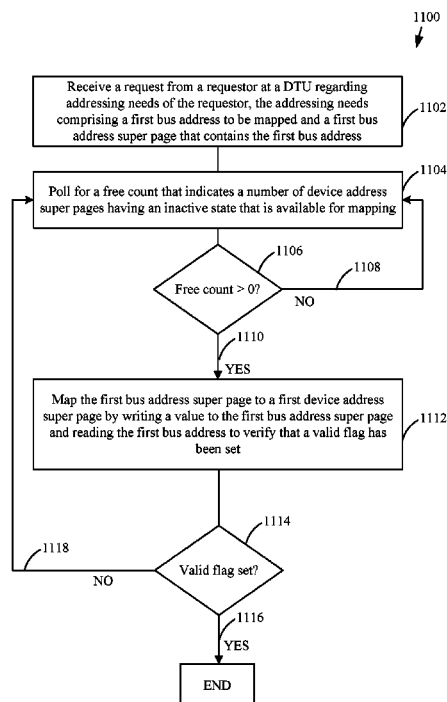 1100
Receive a request from a requestor at a DTU regarding
addressing needs of the requestor, the addressing needs
comprising a first bus address to be mapped and a first bus
address super page that contains the first bus address
1102
1104
Poll for a free count that indicates a number of device address
super pages having an inactive state that is available for mapping
1106
1108
Free count > 0?
NO
1110
YES
Map the first bus address super page to a first device address
super page by writing a value to the first bus address super page
and reading the first bus address to verify that a valid flag has
been set
1112
1114
1118
Valid flag set?
NO
1116
YES
END